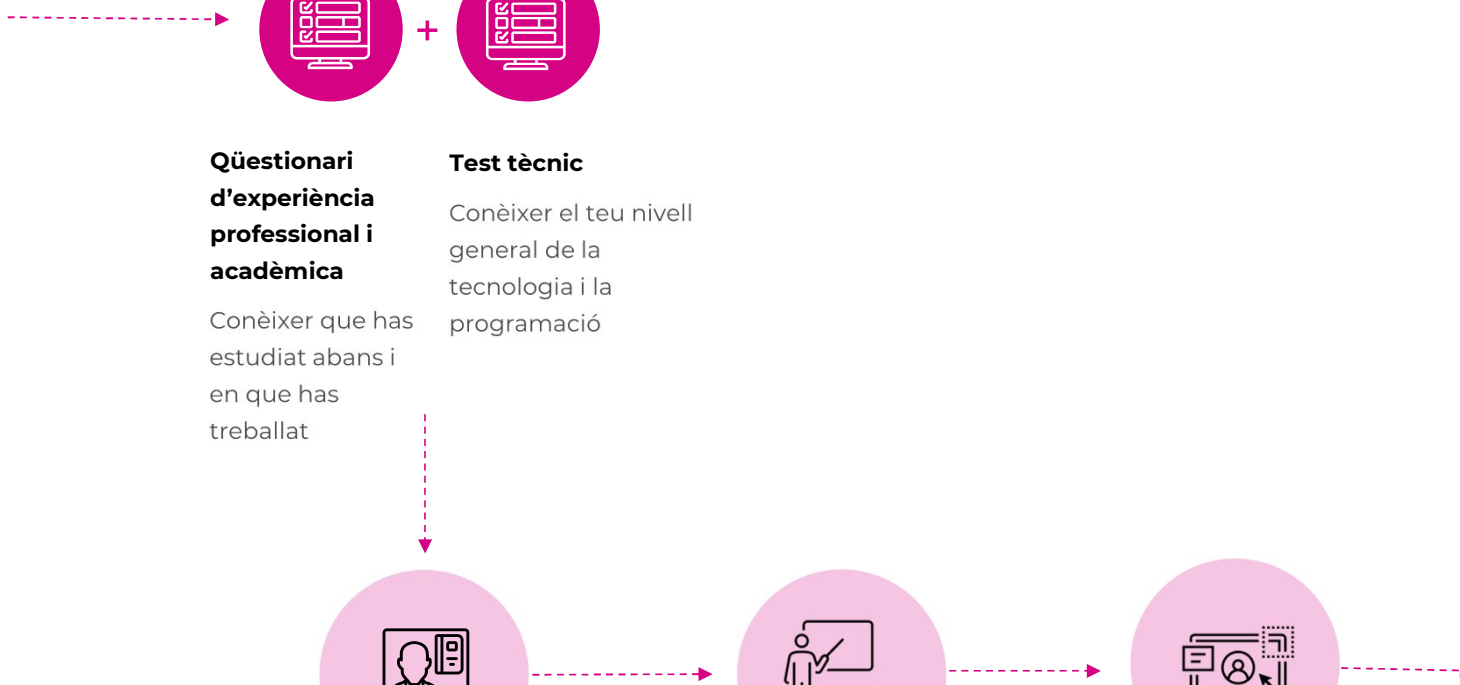 +
Qüestionari
d’experiència
professional i
acadèmica
Conèixer que has
estudiat abans i
en que has
treballat
Test tècnic
Conèixer el teu nivell
general de la
tecnologia i la
programació